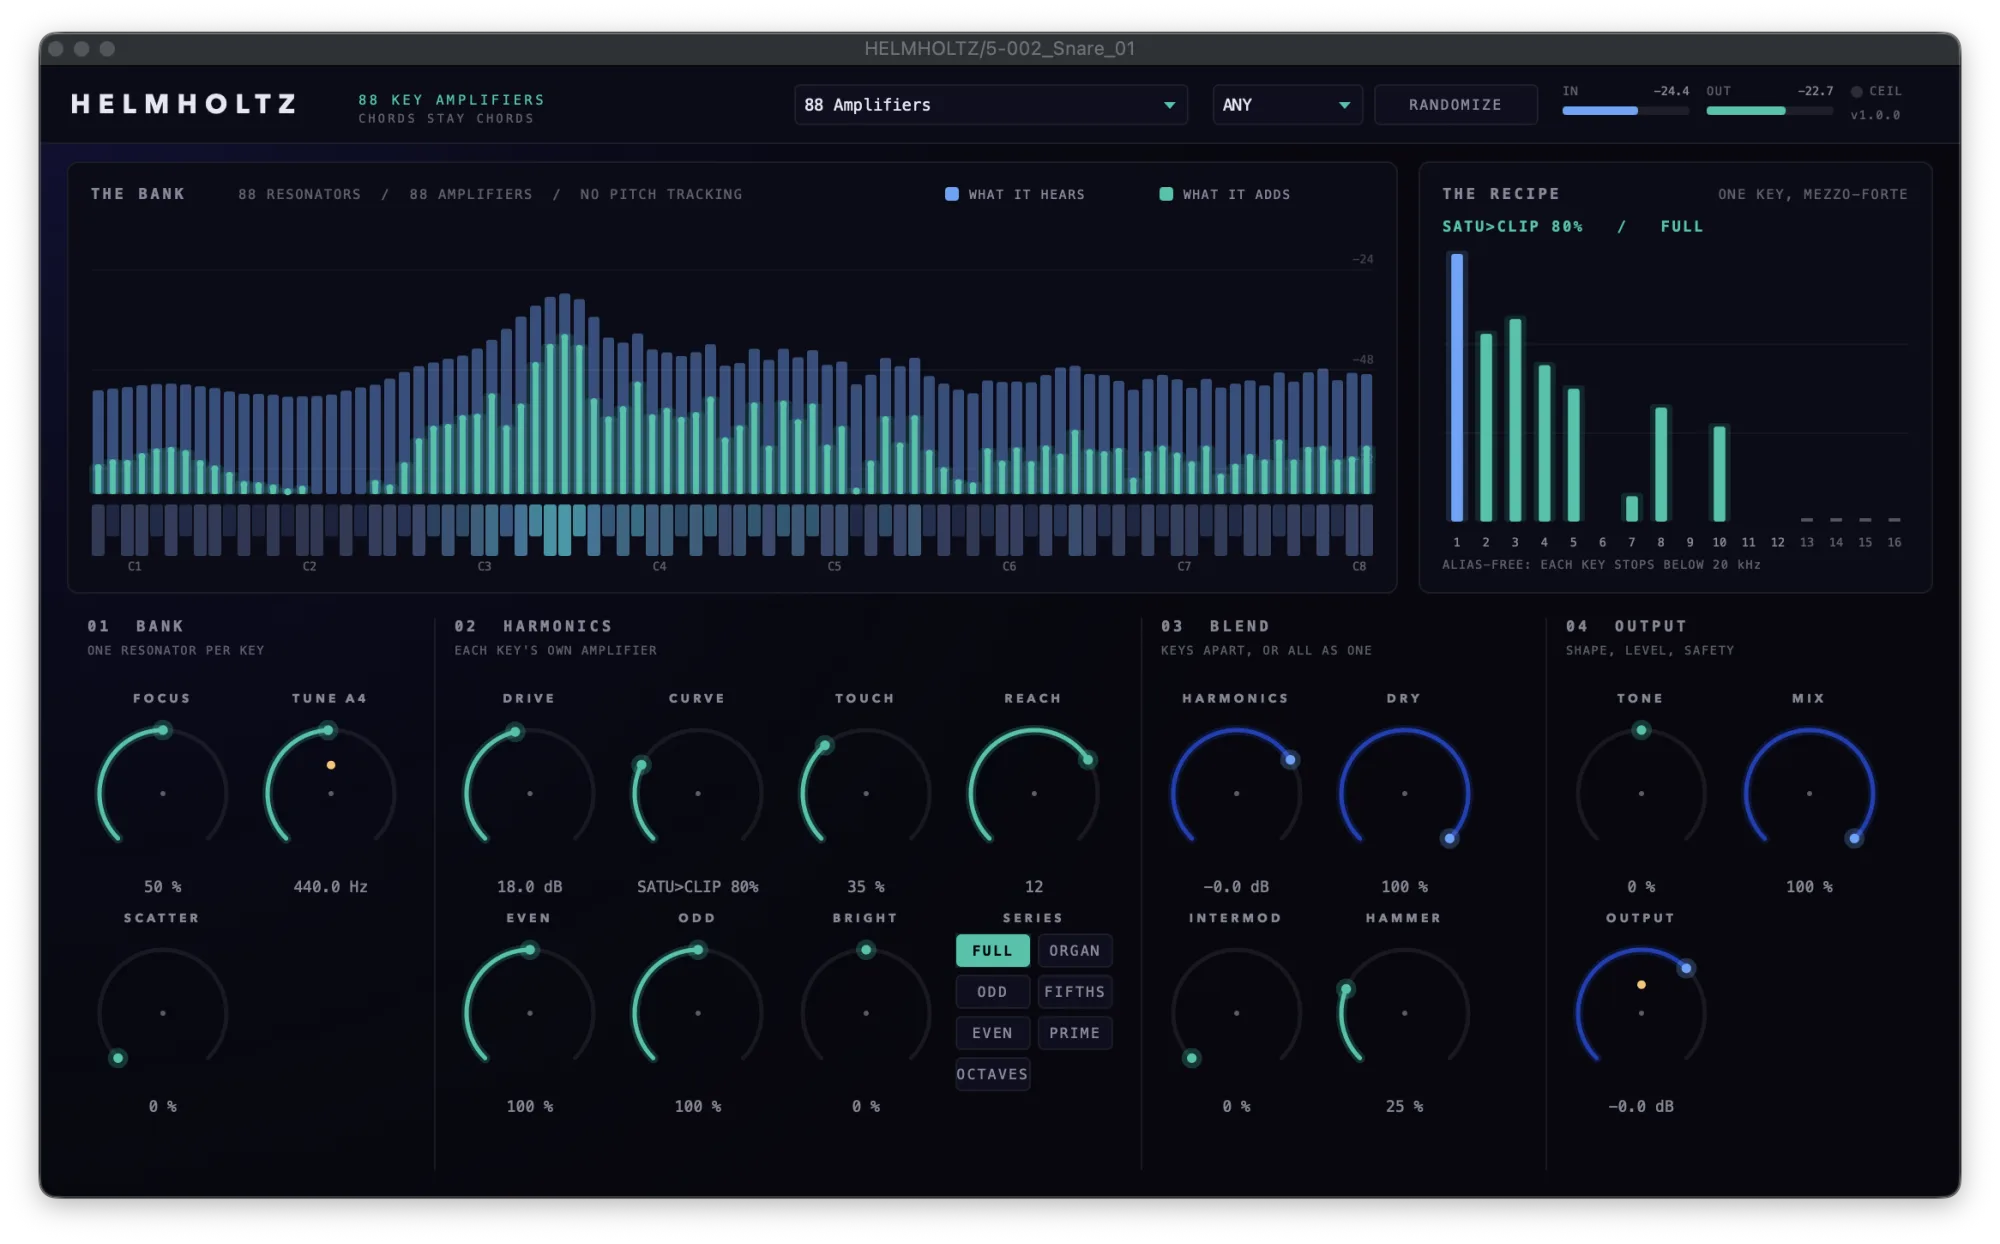 HELMHOLTZ/5-002_Snare_01
HELMHOLTZ
88 KEY AMPLIFIERS
CHORDS STAY CHORDS
88 Amplifiers
ANY
RANDOMIZE
IN -24.4 OUT -22.7 CEIL
v1.0.0
THE BANK 88 RESONATORS / 88 AMPLIFIERS / NO PITCH TRACKING WHAT IT HEARS WHAT IT ADDS
-24
-48
C1 C2 C3 C4 C5 C6 C7 C8
THE RECIPE ONE KEY, MEZZO-FORTE
SATU>CLIP 80% / FULL
1 2 3 4 5 6 7 8 9 10 11 12 13 14 15 16
ALIAS-FREE: EACH KEY STOPS BELOW 20 kHz
01 BANK
ONE RESONATOR PER KEY
FOCUS TUNE A4
50 % 440.0 Hz
SCATTER
0 %
02 HARMONICS
EACH KEY'S OWN AMPLIFIER
DRIVE CURVE TOUCH REACH
18.0 dB SATU>CLIP 80% 35 % 12
EVEN ODD BRIGHT SERIES
FULL ORGAN
ODD FIFTHS
EVEN PRIME
OCTAVES
100 % 100 % 0 %
03 BLEND
KEYS APART, OR ALL AS ONE
HARMONICS DRY
-0.0 dB 100 %
INTERMOD HAMMER
0 % 25 %
04 OUTPUT
SHAPE, LEVEL, SAFETY
TONE MIX
0 % 100 %
OUTPUT
-0.0 dB